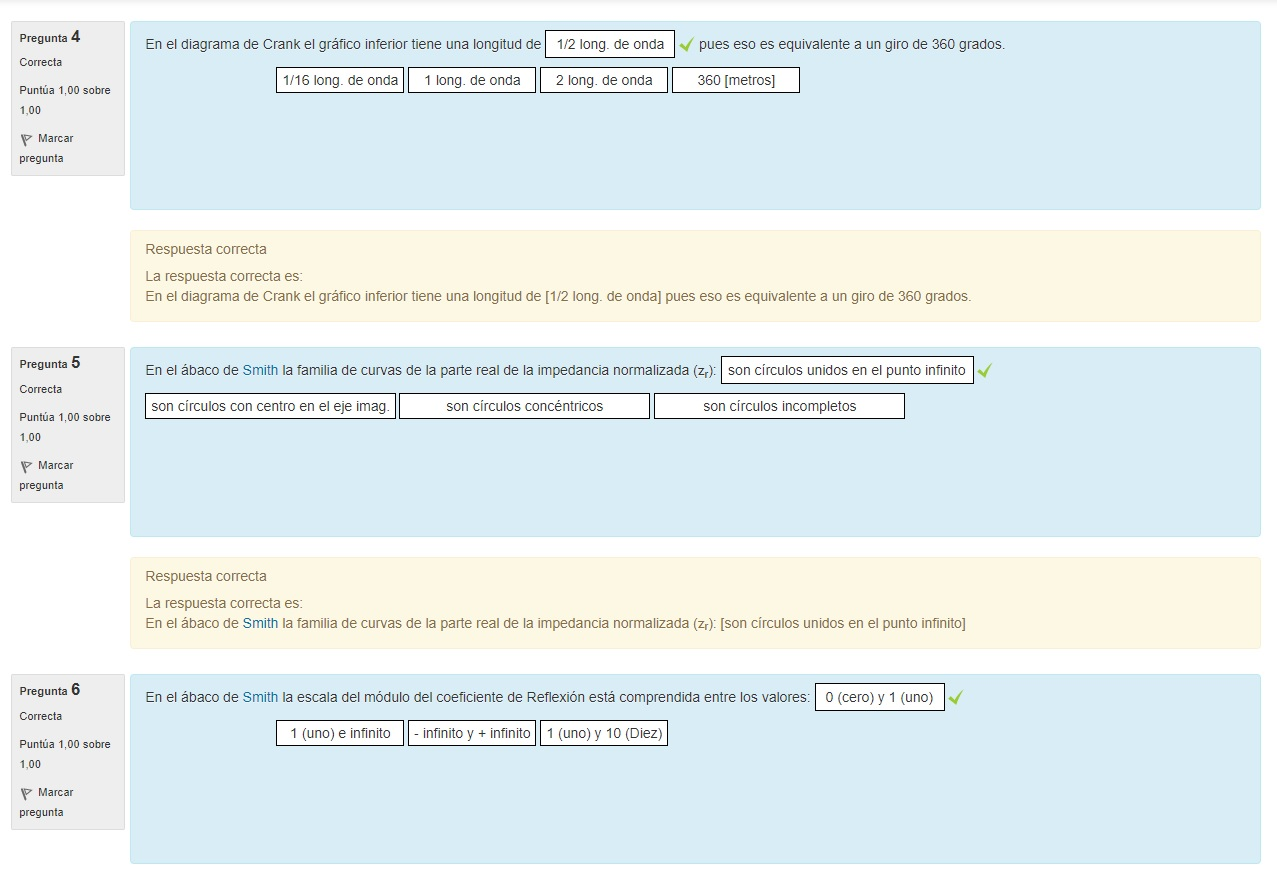 Pregunta 4
Correcta
Puntúa 1,00 sobre
1,00
Marcar
pregunta
En el diagrama de Crank el gráfico inferior tiene una longitud de 1/2 long. de onda pues eso es equivalente a un giro de 360 grados.
1/16 long. de onda 1 long. de onda 2 long. de onda 360 [metros]
Respuesta correcta
La respuesta correcta es:
En el diagrama de Crank el gráfico inferior tiene una longitud de [1/2 long. de onda] pues eso es equivalente a un giro de 360 grados.
Pregunta 5
Correcta
Puntúa 1,00 sobre
1,00
Marcar
pregunta
En el ábaco de Smith la familia de curvas de la parte real de la impedancia normalizada (zr): son círculos unidos en el punto infinito
son círculos con centro en el eje imag. son círculos concéntricos son círculos incompletos
Respuesta correcta
La respuesta correcta es:
En el ábaco de Smith la familia de curvas de la parte real de la impedancia normalizada (zr): [son círculos unidos en el punto infinito]
Pregunta 6
Correcta
Puntúa 1,00 sobre
1,00
Marcar
pregunta
En el ábaco de Smith la escala del módulo del coeficiente de Reflexión está comprendida entre los valores: 0 (cero) y 1 (uno)
1 (uno) e infinito - infinito y + infinito 1 (uno) y 10 (Diez)